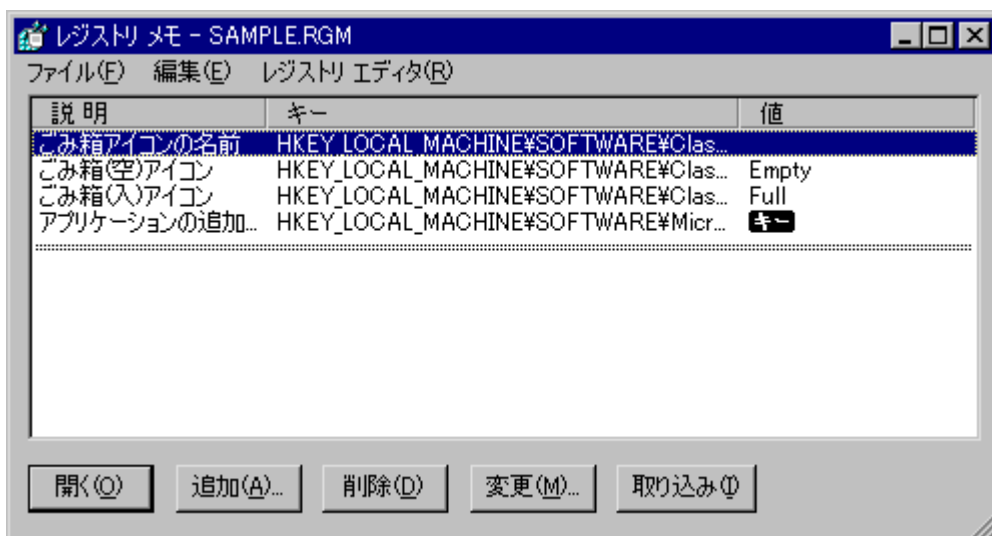 レジストリ メモ - SAMPLE.RGM
ファイル(F) 編集(E) レジストリ エディタ(R)
説明 キー 値
ごみ箱アイコンの名前 HKEY_LOCAL_MACHINE¥SOFTWARE¥Clas...
ごみ箱(空)アイコン HKEY_LOCAL_MACHINE¥SOFTWARE¥Clas... Empty
ごみ箱(入)アイコン HKEY_LOCAL_MACHINE¥SOFTWARE¥Clas... Full
アプリケーションの追加... HKEY_LOCAL_MACHINE¥SOFTWARE¥Micr... キー
開く(O) 追加(A)... 削除(D) 変更(M)... 取り込み(I)